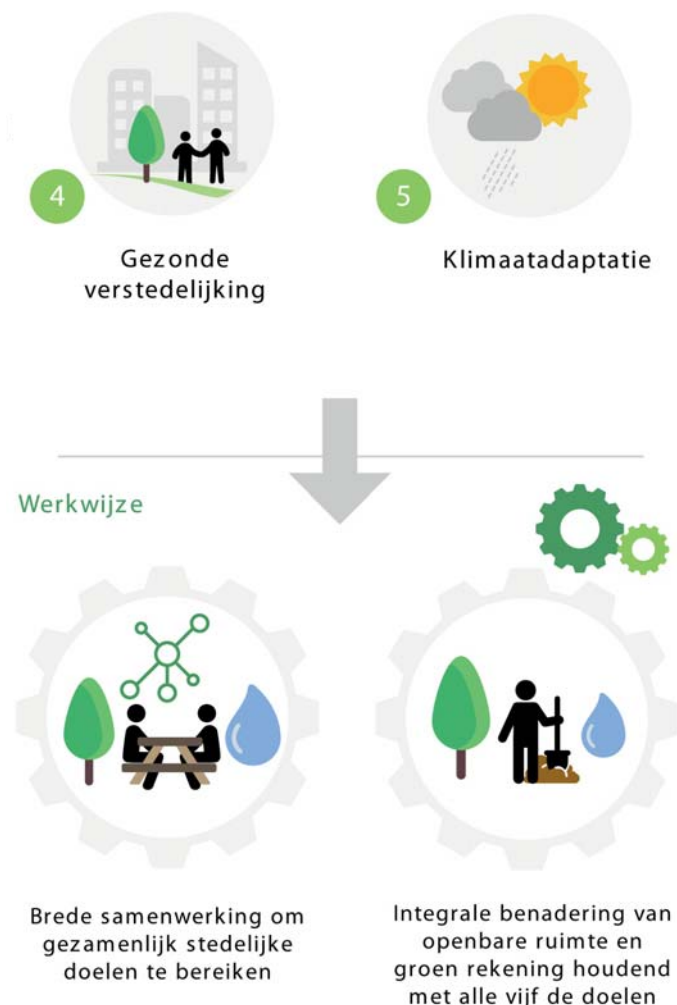 4
Gezonde
verstedelijking
5
Klimaatadaptatie
Werkwijze
Brede samenwerking om
gezamenlijk stedelijke
doelen te bereiken
Integrale benadering van
openbare ruimte en
groen rekening houdend
met alle vijf de doelen